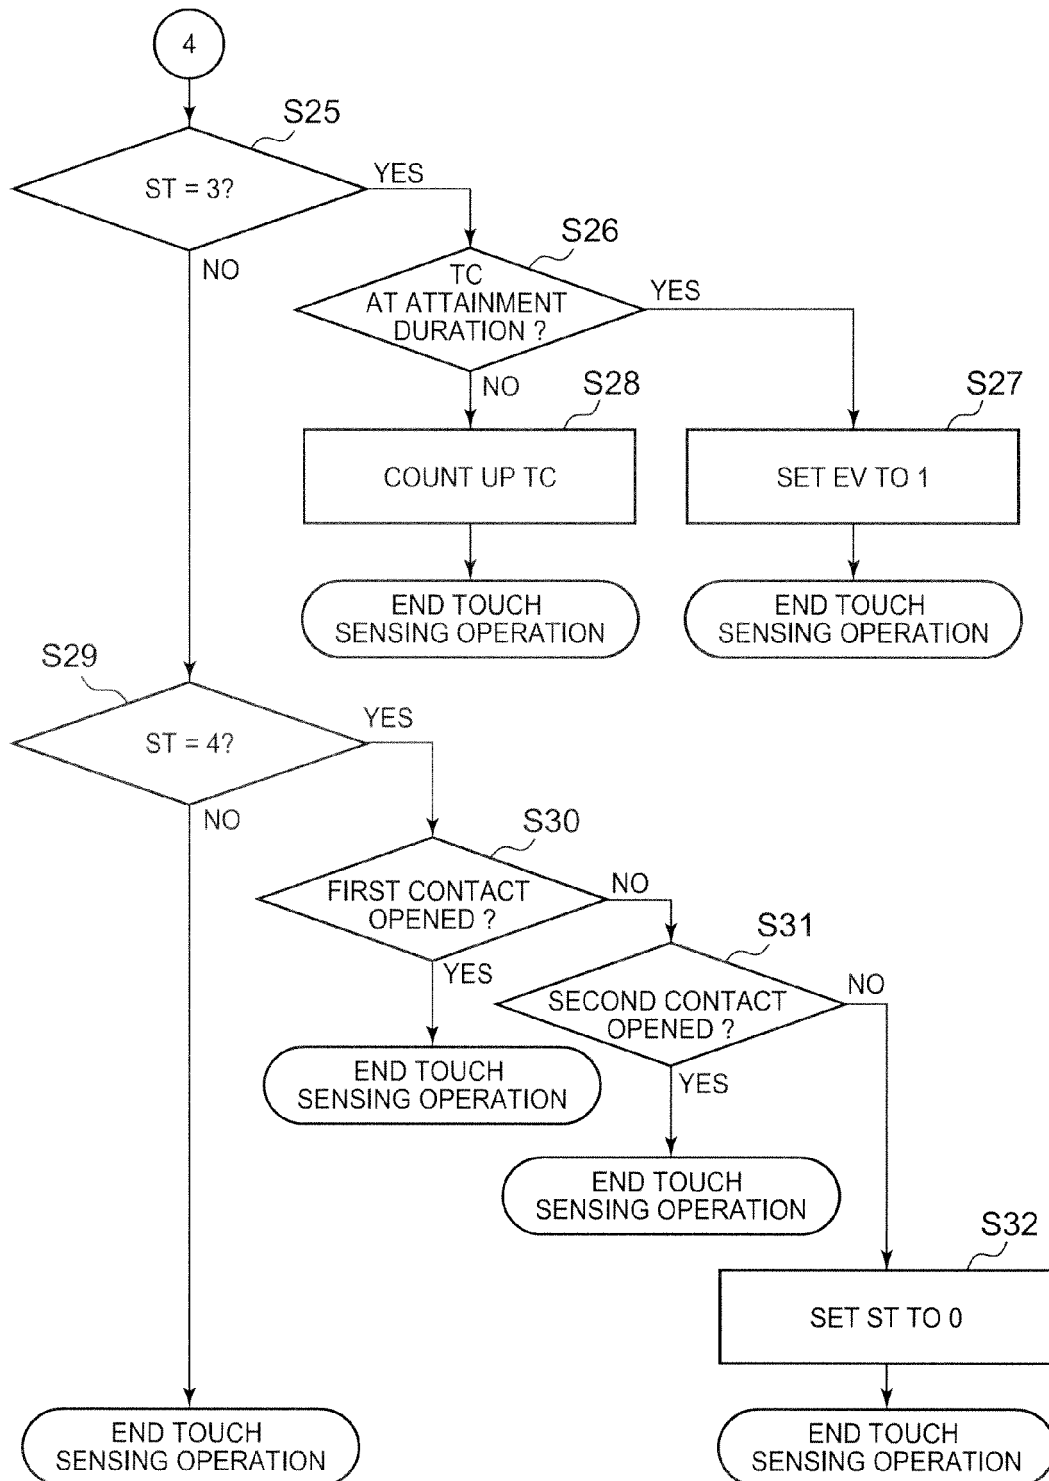 4
S25
ST = 3?
YES
NO
S26
TC
AT ATTAINMENT
DURATION ?
YES
NO
S28
COUNT UP TC
S27
SET EV TO 1
END TOUCH
SENSING OPERATION
END TOUCH
SENSING OPERATION
S29
ST = 4?
YES
NO
S30
FIRST CONTACT
OPENED ?
NO
YES
S31
SECOND CONTACT
OPENED ?
NO
YES
END TOUCH
SENSING OPERATION
END TOUCH
SENSING OPERATION
S32
SET ST TO 0
END TOUCH
SENSING OPERATION
END TOUCH
SENSING OPERATION